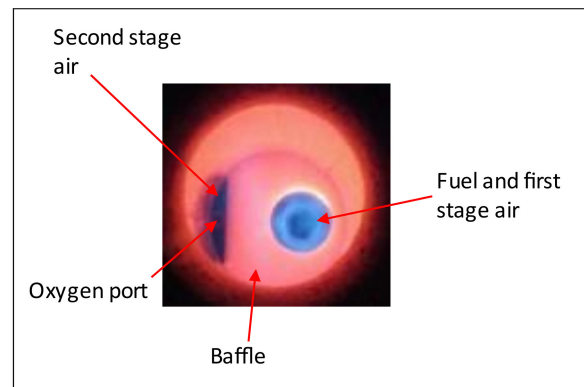 Second stage
air
Fuel and first
stage air
Oxygen port
Baffle